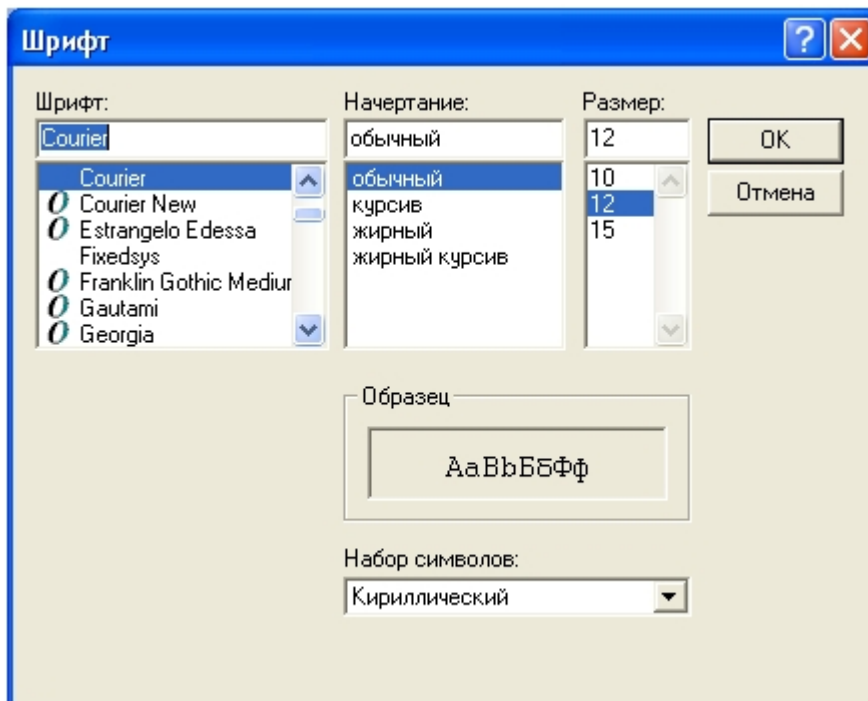 Шрифт
Шрифт:
Courier
Courier
Courier New
Estrangelo Edessa
Fixedsys
Franklin Gothic Mediur
Gautami
Georgia
Начертание:
обычный
обычный
курсив
жирный
жирный курсив
Размер:
12
10
12
15
OK
Отмена
Образец
АаВbБбФф
Набор символов:
Кириллический